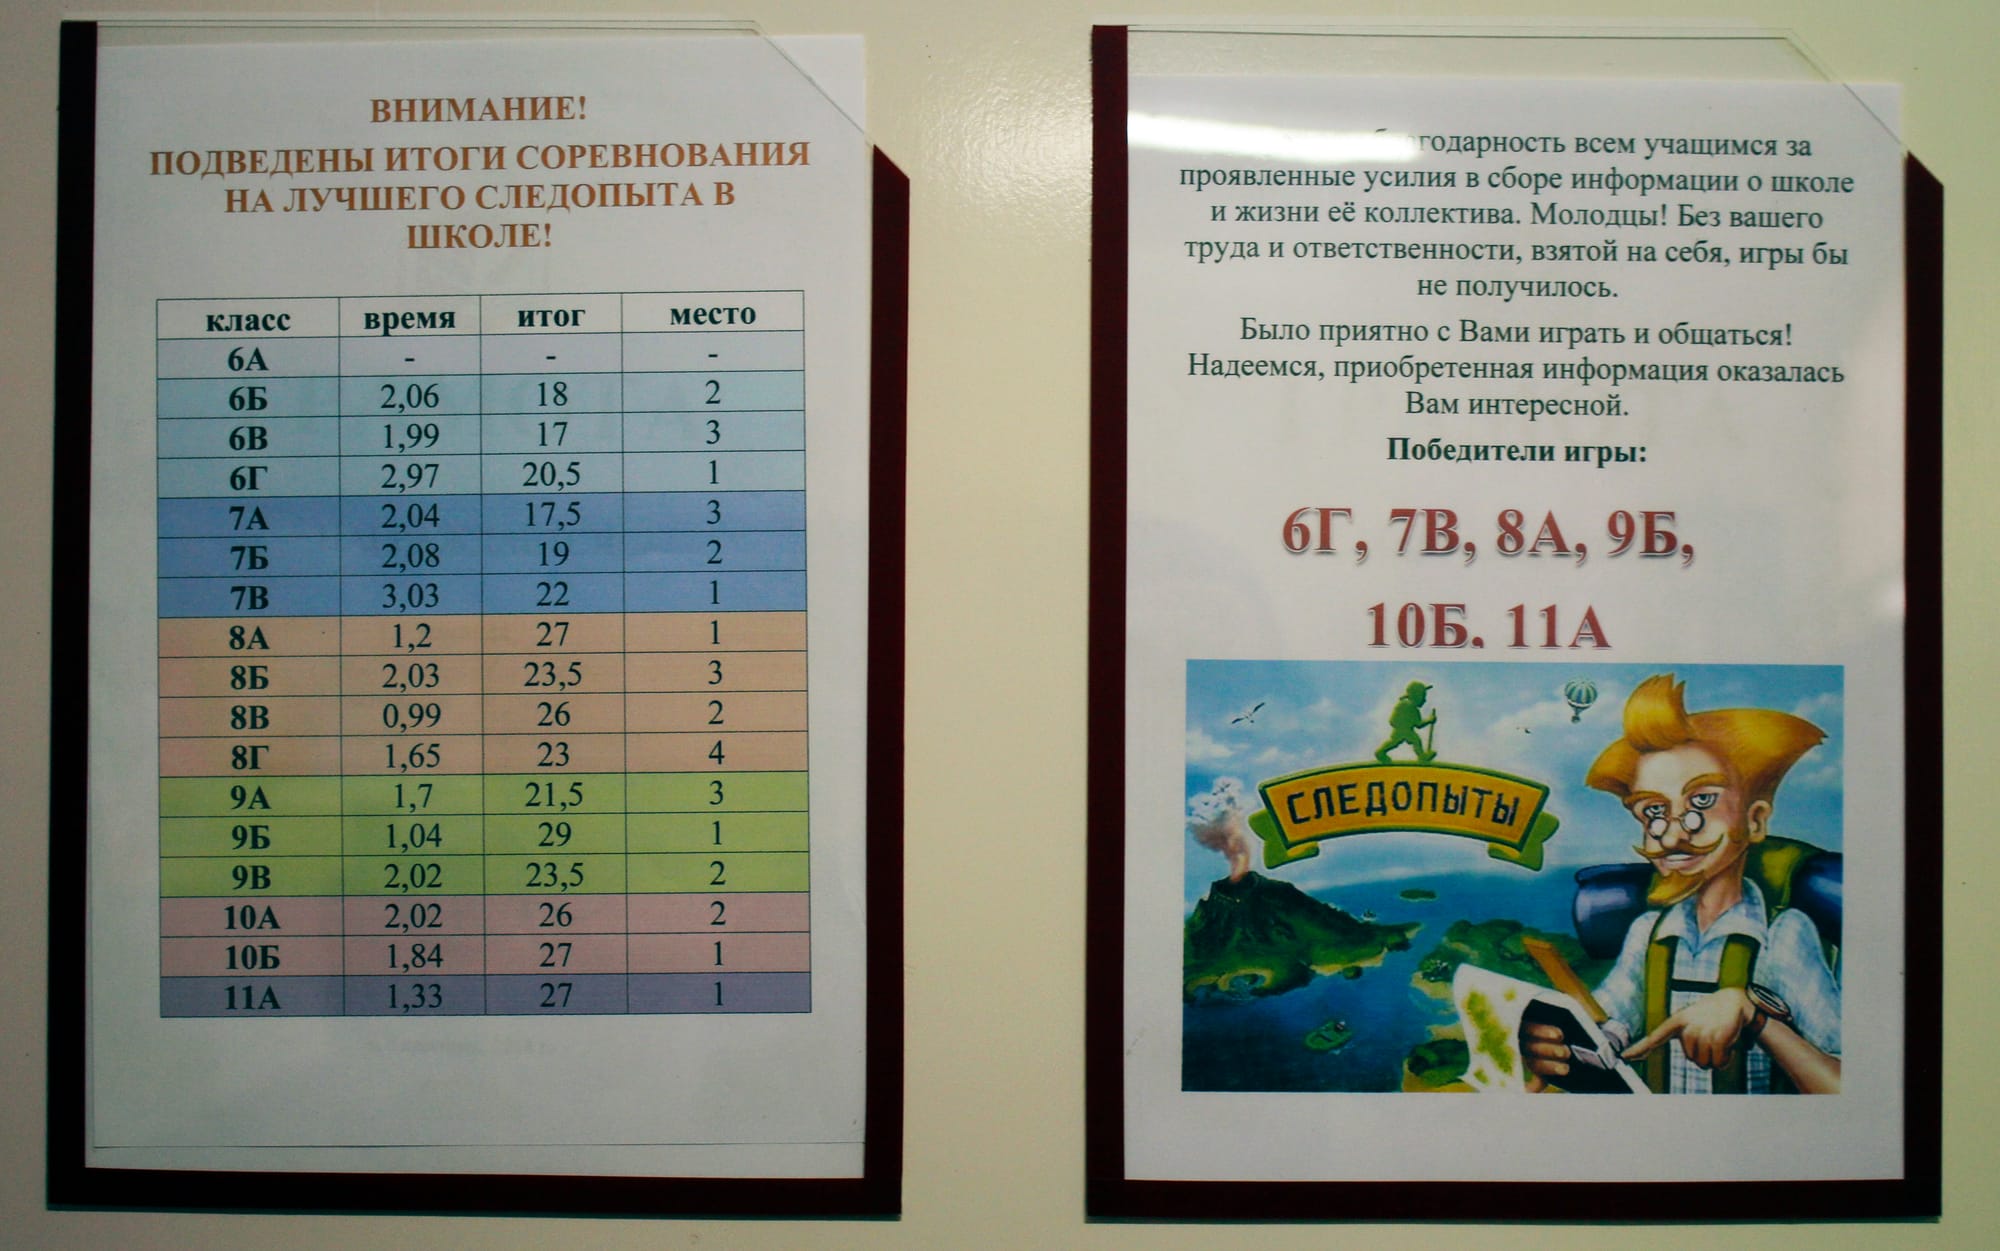 ВНИМАНИЕ!
ПОДВЕДЕНЫ ИТОГИ СОРЕВНОВАНИЯ
НА ЛУЧШЕГО СЛЕДОПЫТА В
ШКОЛЕ!
класс время итог место
6А - - -
6Б 2,06 18 2
6В 1,99 17 3
6Г 2,97 20,5 1
7А 2,04 17,5 3
7Б 2,08 19 2
7В 3,03 22 1
8А 1,2 27 1
8Б 2,03 23,5 3
8В 0,99 26 2
8Г 1,65 23 4
9А 1,7 21,5 3
9Б 1,04 29 1
9В 2,02 23,5 2
10А 2,02 26 2
10Б 1,84 27 1
11А 1,33 27 1
благодарность всем учащимся за
проявленные усилия в сборе информации о школе
и жизни её коллектива. Молодцы! Без вашего
труда и ответственности, взятой на себя, игры бы
не получилось.
Было приятно с Вами играть и общаться!
Надеемся, приобретенная информация оказалась
Вам интересной.
Победители игры:
6Г, 7В, 8А, 9Б,
10Б, 11А
СЛЕДОПЫТЫ